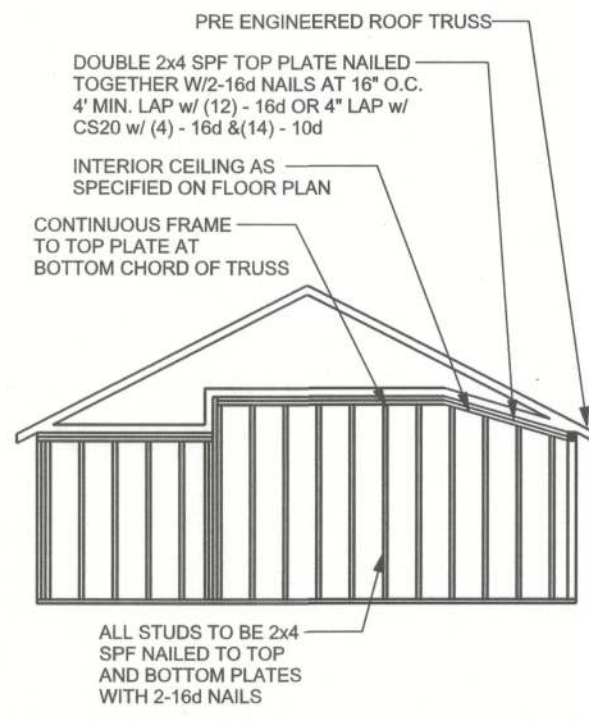 PRE ENGINEERED ROOF TRUSS
DOUBLE 2x4 SPF TOP PLATE NAILED
TOGETHER W/2-16d NAILS AT 16" O.C.
4' MIN. LAP w/ (12) - 16d OR 4" LAP w/
CS20 w/ (4) - 16d &(14) - 10d
INTERIOR CEILING AS
SPECIFIED ON FLOOR PLAN
CONTINUOUS FRAME
TO TOP PLATE AT
BOTTOM CHORD OF TRUSS
ALL STUDS TO BE 2x4
SPF NAILED TO TOP
AND BOTTOM PLATES
WITH 2-16d NAILS